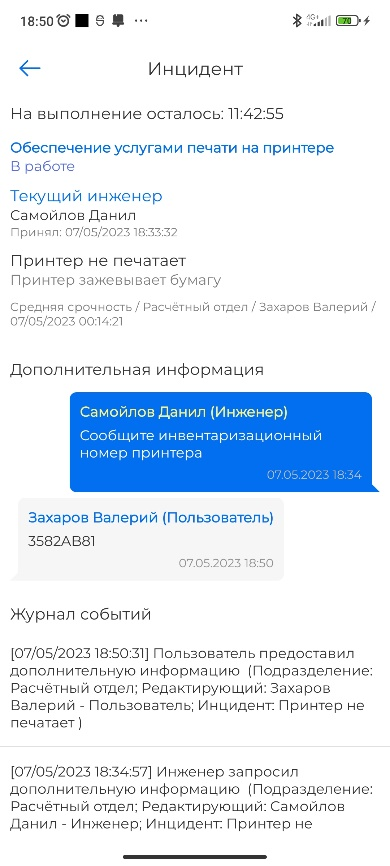 18:50
4G+
70
Инцидент
На выполнение осталось: 11:42:55
Обеспечение услугами печати на принтере
В работе
Текущий инженер
Самойлов Данил
Принял: 07/05/2023 18:33:32
Принтер не печатает
Принтер зажевывает бумагу
Средняя срочность / Расчётный отдел / Захаров Валерий /
07/05/2023 00:14:21
Дополнительная информация
Самойлов Данил (Инженер)
Сообщите инвентаризационный
номер принтера
07.05.2023 18:34
Захаров Валерий (Пользователь)
3582AB81
07.05.2023 18:50
Журнал событий
[07/05/2023 18:50:31] Пользователь предоставил
дополнительную информацию (Подразделение:
Расчётный отдел; Редактирующий: Захаров
Валерий - Пользователь; Инцидент: Принтер не
печатает )
[07/05/2023 18:34:57] Инженер запросил
дополнительную информацию (Подразделение:
Расчётный отдел; Редактирующий: Самойлов
Данил - Инженер; Инцидент: Принтер не